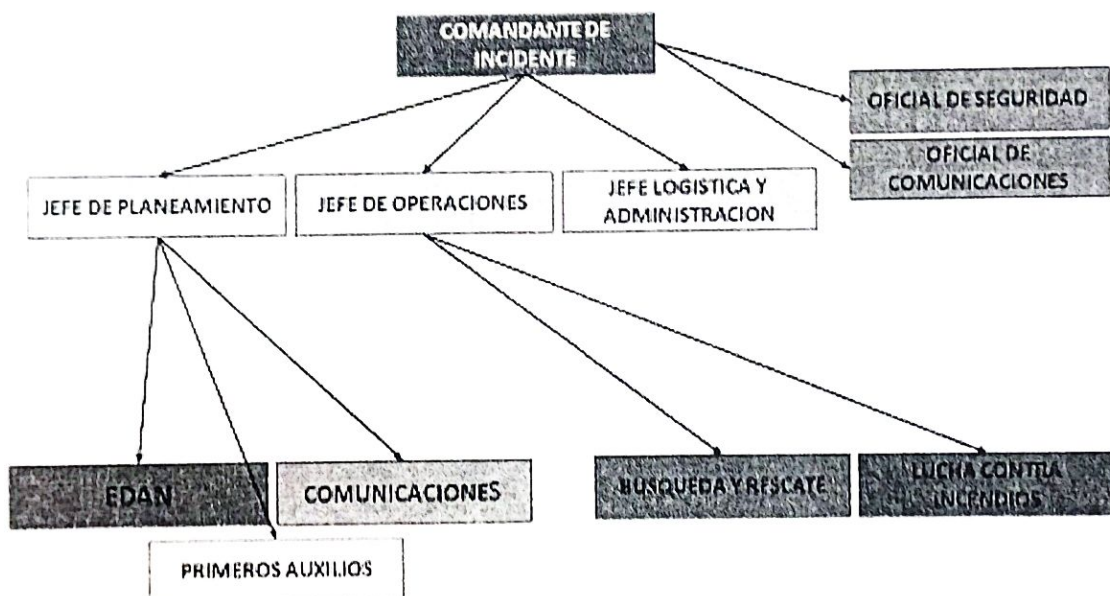 COMANDANTE DE
INCIDENTE
OFICIAL DE SEGURIDAD
OFICIAL DE
COMUNICACIONES
JEFE DE PLANEAMIENTO
JEFE DE OPERACIONES
JEFE LOGISTICA Y
ADMINISTRACION
EDAN
COMUNICACIONES
BUSQUEDA Y RESCATE
LUCHA CONTRA
INCENDIOS
PRIMEROS AUXILIOS